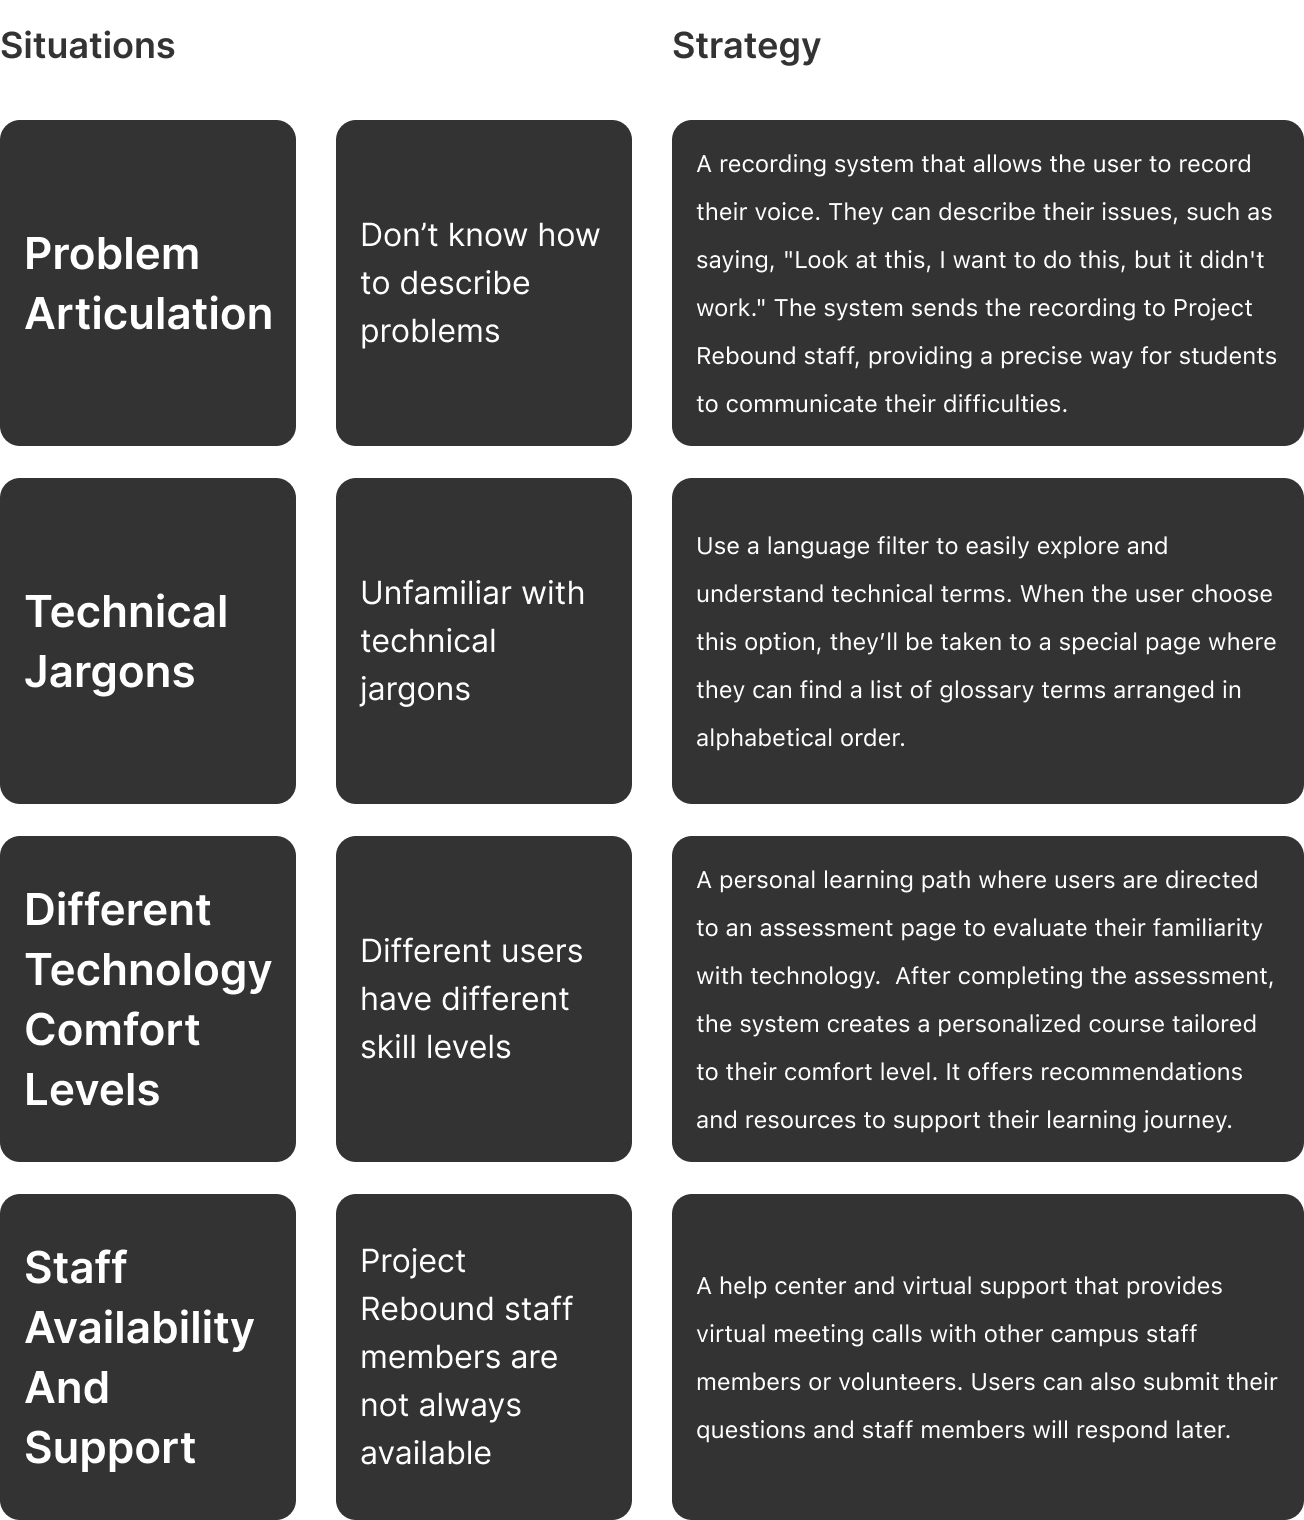 Situations
Strategy
Problem
Articulation
Don’t know how
to describe
problems
A recording system that allows the user to record
their voice. They can describe their issues, such as
saying, "Look at this, I want to do this, but it didn't
work." The system sends the recording to Project
Rebound staff, providing a precise way for students
to communicate their difficulties.
Technical
Jargons
Unfamiliar with
technical
jargons
Use a language filter to easily explore and
understand technical terms. When the user choose
this option, they’ll be taken to a special page where
they can find a list of glossary terms arranged in
alphabetical order.
Different
Technology
Comfort
Levels
Different users
have different
skill levels
A personal learning path where users are directed
to an assessment page to evaluate their familiarity
with technology.  After completing the assessment,
the system creates a personalized course tailored
to their comfort level. It offers recommendations
and resources to support their learning journey.
Staff
Availability
And
Support
Project
Rebound staff
members are
not always
available
A help center and virtual support that provides
virtual meeting calls with other campus staff
members or volunteers. Users can also submit their
questions and staff members will respond later.